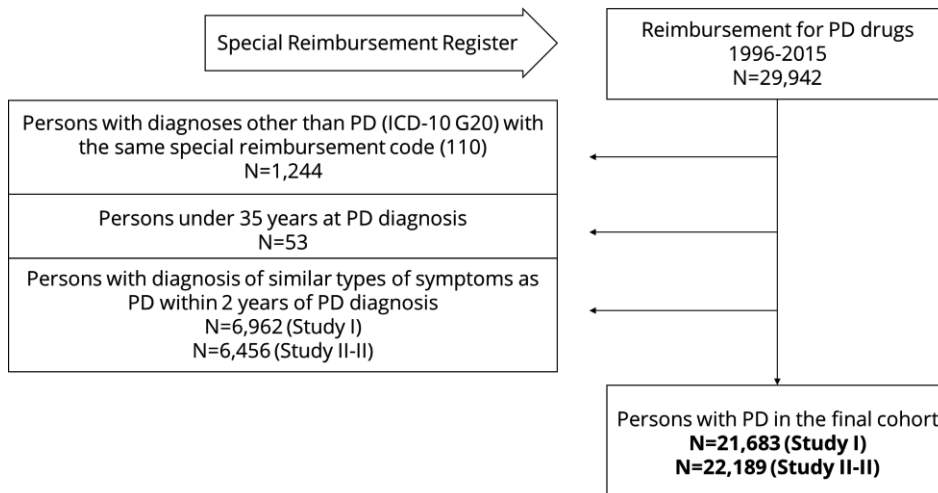 Special Reimbursement Register
Reimbursement for PD drugs
1996-2015
N=29,942
Persons with diagnoses other than PD (ICD-10 G20) with
the same special reimbursement code (110)
N=1,244
Persons under 35 years at PD diagnosis
N=53
Persons with diagnosis of similar types of symptoms as
PD within 2 years of PD diagnosis
N=6,962 (Study I)
N=6,456 (Study II-II)
Persons with PD in the final cohort
N=21,683 (Study I)
N=22,189 (Study II-II)